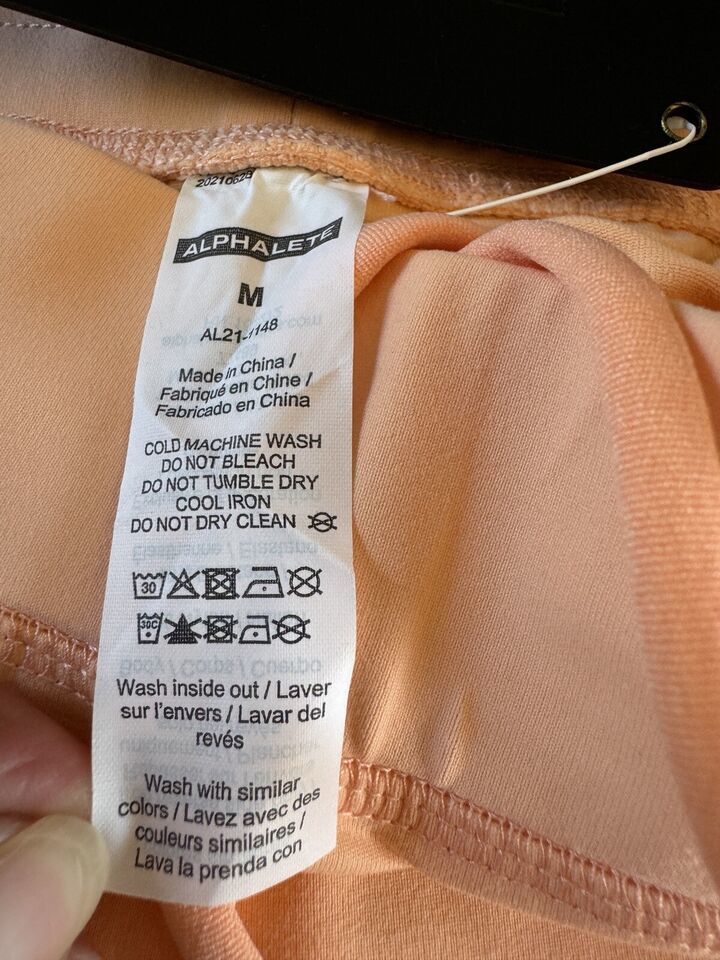 ALPHALETE
M
Made in China /
Fabriqué en Chine /
Fabricado en China
COLD MACHINE WASH
DO NOT BLEACH
DO NOT TUMBLE DRY
COOL IRON
DO NOT DRY CLEAN
30
30C
Wash inside out / Laver
sur l'envers / Lavar del
revés
Wash with similar
colors / Lavez avec des
couleurs similaires /
Lava la prenda con